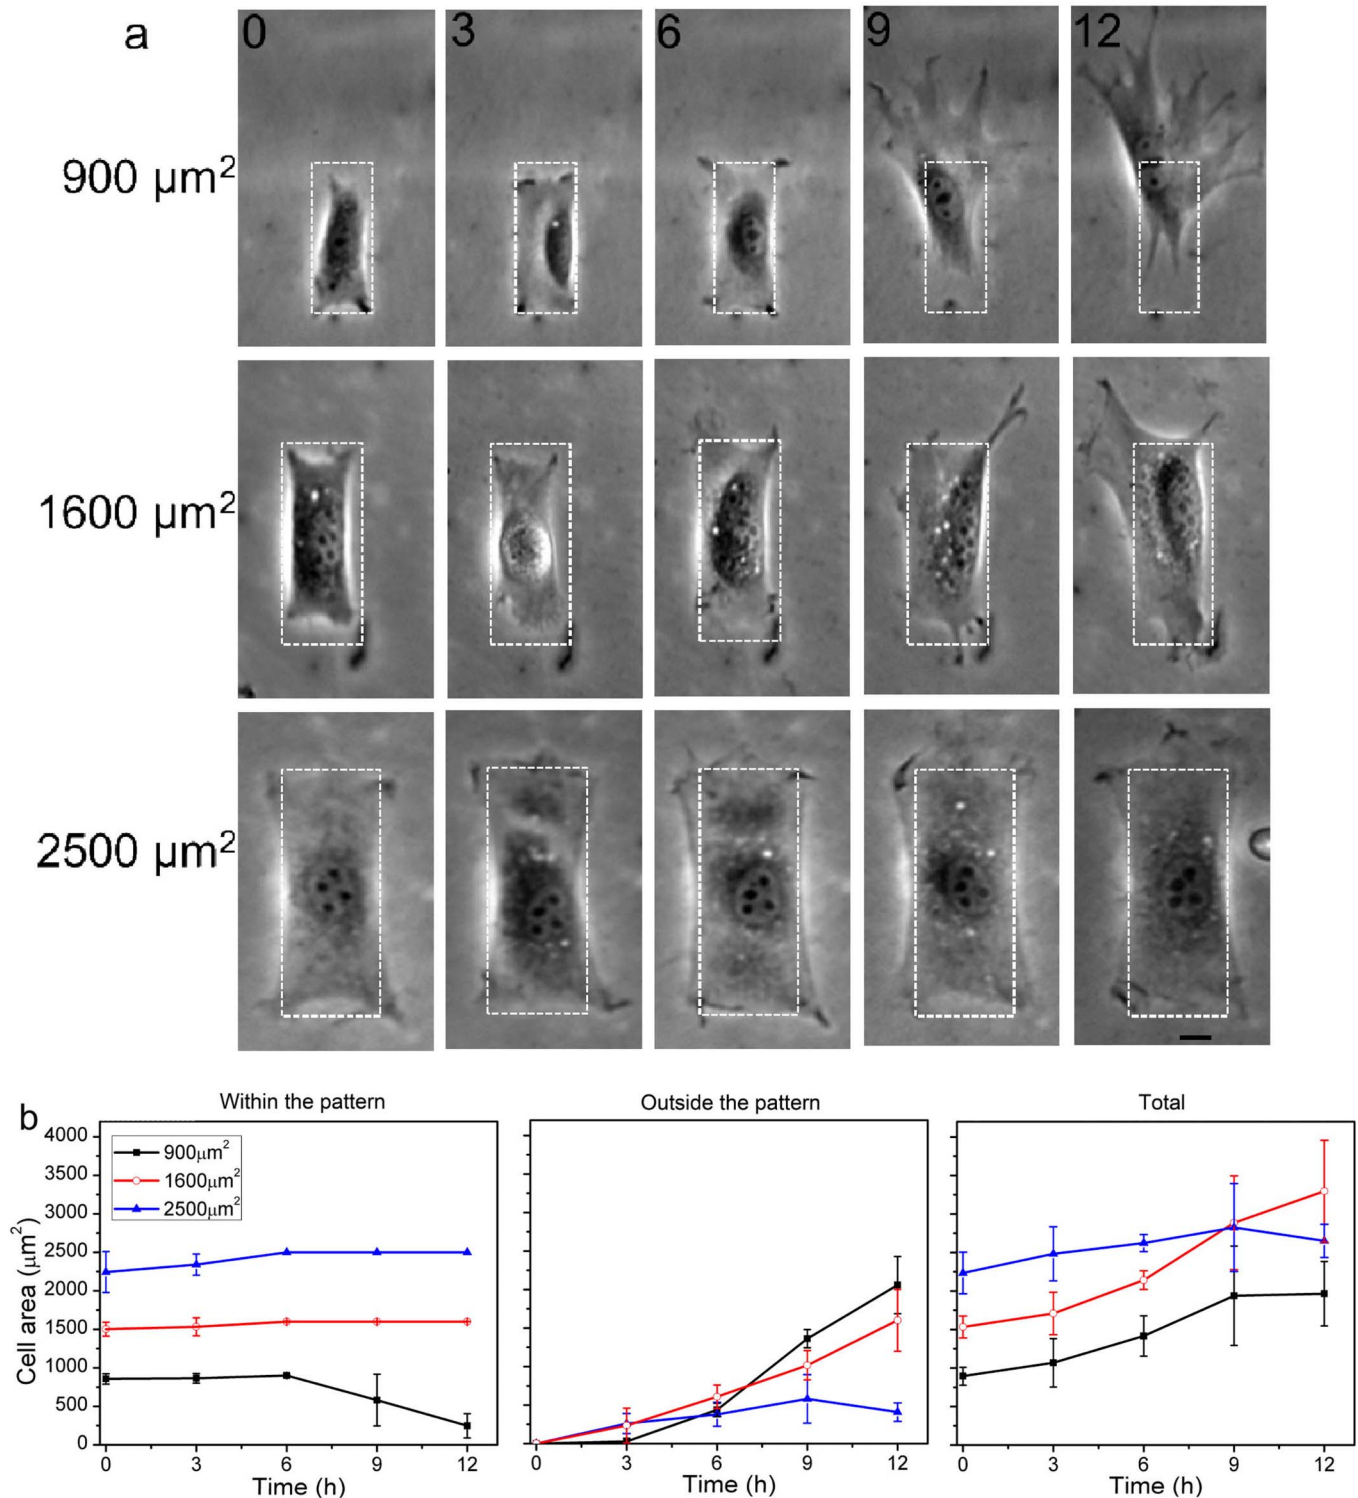 a
0 3 6 9 12
900 μm²
1600 μm²
2500 μm²
b
Within the pattern
Outside the pattern
Total
900μm²
1600μm²
2500μm²
Cell area (μm²)
4000
3500
3000
2500
2000
1500
1000
500
0
0 3 6 9 12
0 3 6 9 12
0 3 6 9 12
Time (h)
Time (h)
Time (h)